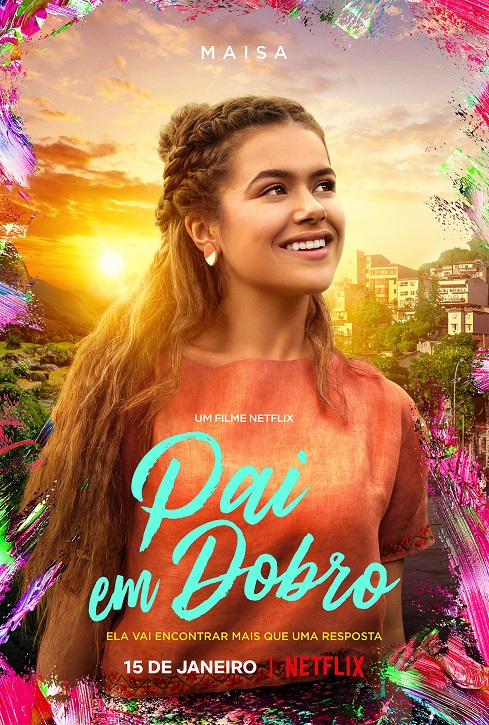 MAISA
UM FILME NETFLIX
Pai
em Dobro
ELA VAI ENCONTRAR MAIS QUE UMA RESPOSTA
15 DE JANEIRO | NETFLIX